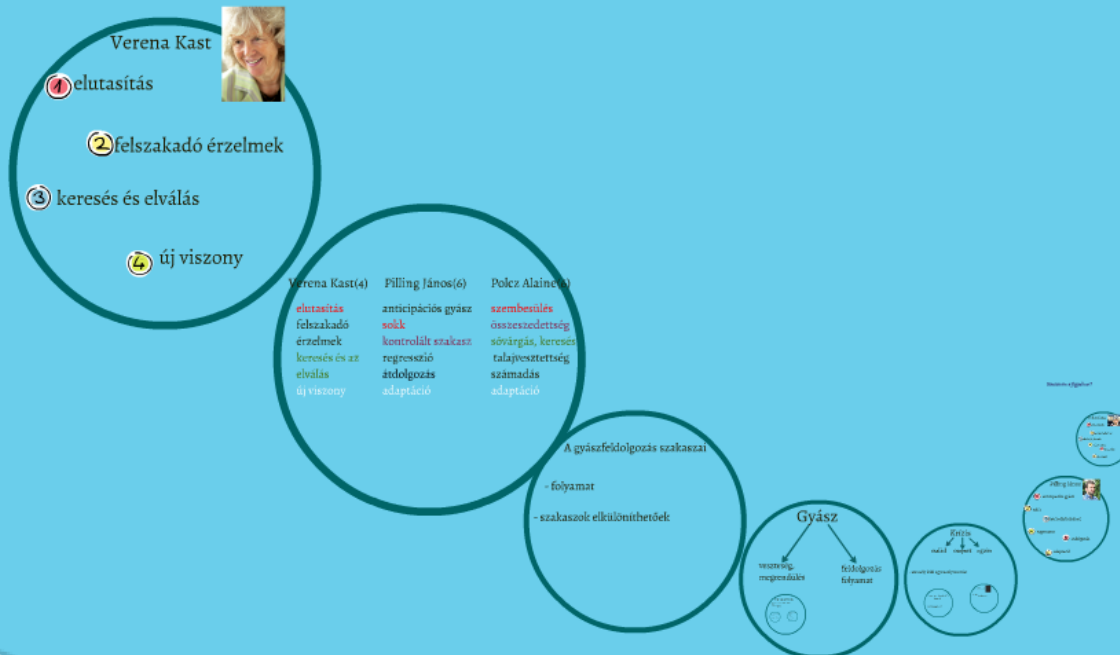 Verena Kast
1 elutasítás
2 felszakadó érzelmek
3 keresés és elválás
4 új viszony
Verena Kast(4)
elutasítás
felszakadó
érzelmek
keresés és az
elválás
új viszony
Pilling János(6)
anticipációs gyász
sokk
kontrolált szakasz
regresszió
átdolgozás
adaptáció
Polcz Alaine(6)
szembesülés
összeszedettség
sóvárgás, keresés
talajvesztettség
számadás
adaptáció
A gyászfeldolgozás szakaszai
- folyamat
- szakaszok elkülöníthetőek
Gyász
veszteség,
megrendülés
feldolgozás
folyamat
Krízis
Pilling János